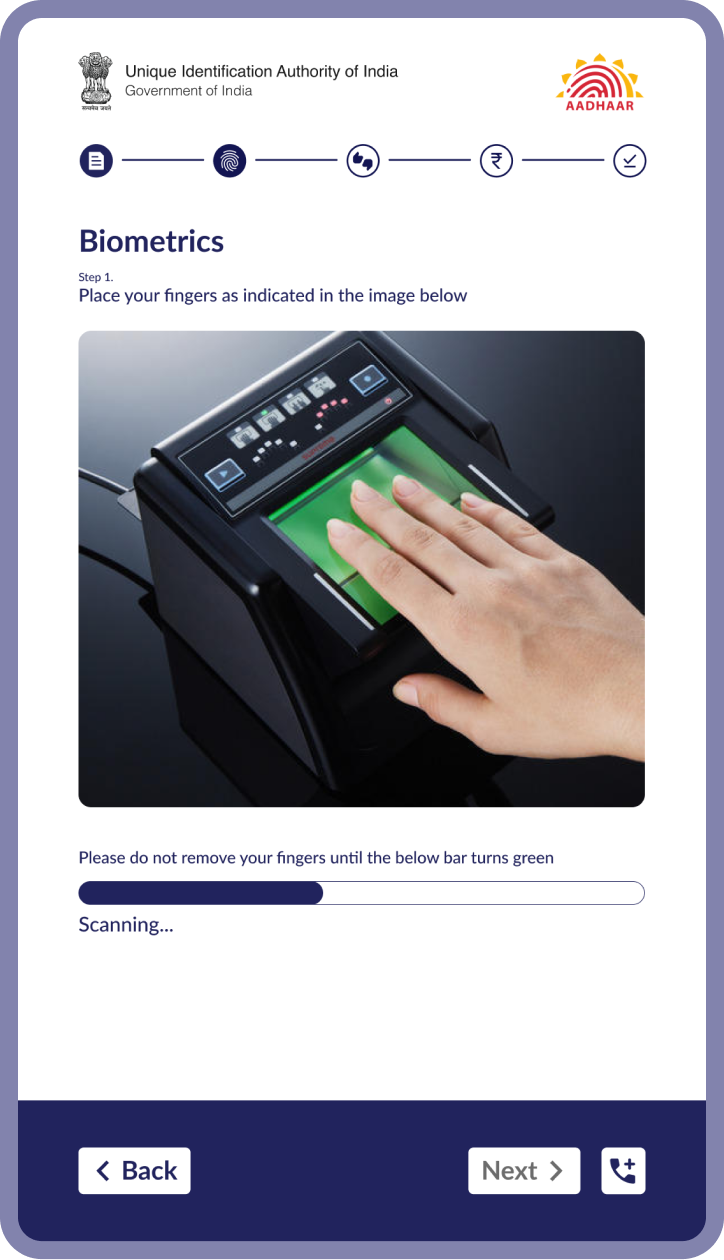 Unique Identification Authority of India
Government of India
सत्यमेव जयते
AADHAAR
₹
Biometrics
Step 1.
Place your fingers as indicated in the image below
Please do not remove your fingers until the below bar turns green
Scanning...
Back
Next